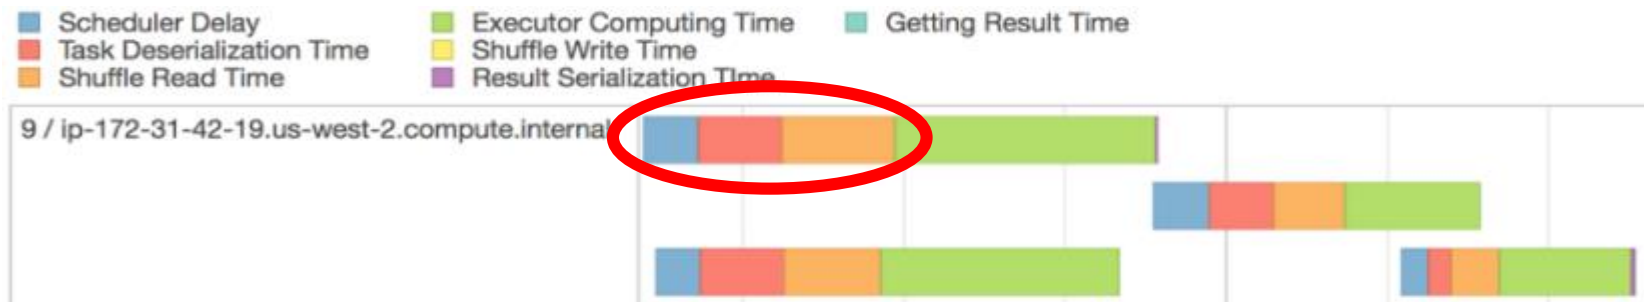 Scheduler Delay
Task Deserialization Time
Shuffle Read Time
Executor Computing Time
Shuffle Write Time
Result Serialization TIme
Getting Result Time
9 / ip-172-31-42-19.us-west-2.compute.internal